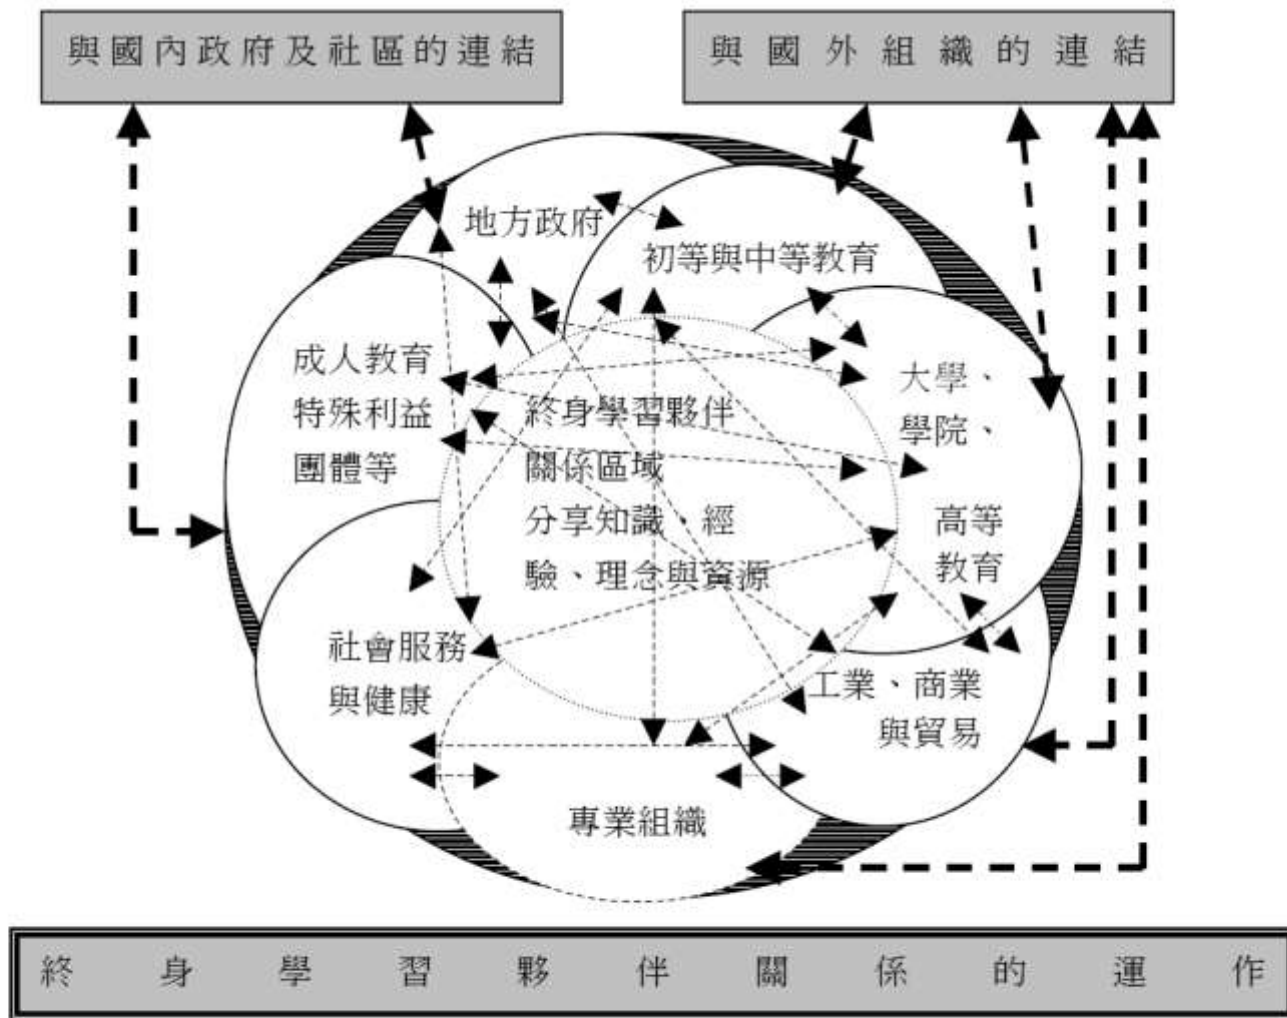 與國內政府及社區的連結
與國外組織的連結
地方政府
初等與中等教育
成人教育
特殊利益
團體等
終身學習夥伴
關係區域
分享知識、經
驗、理念與資源
大學、
學院、
高等
教育
社會服務
與健康
工業、商業
與貿易
專業組織
終身學習夥伴關係的運作